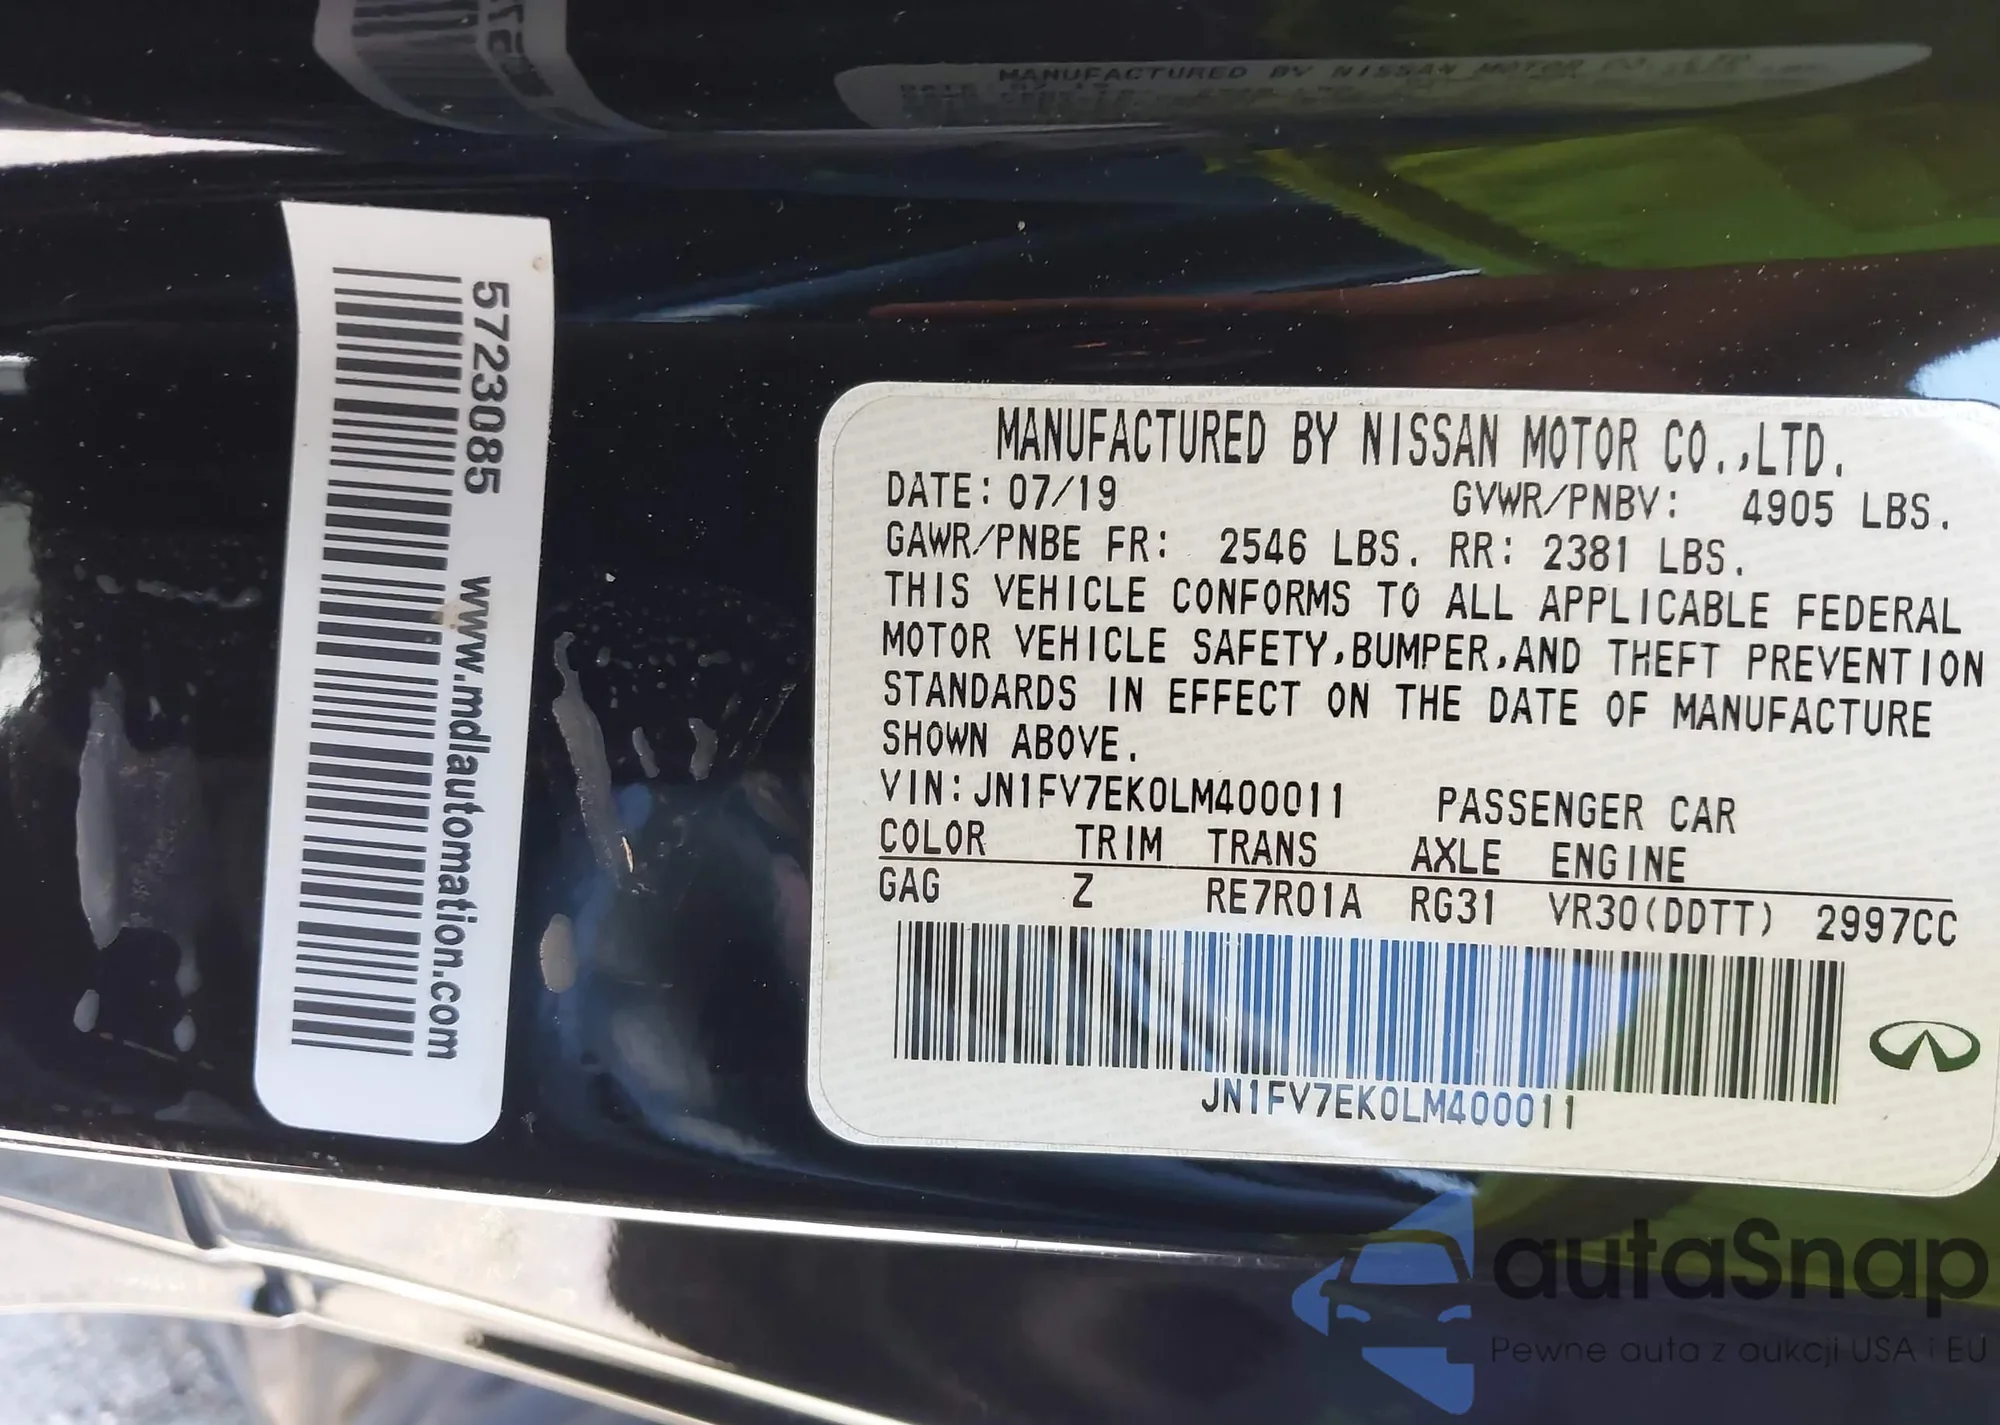 5723085
www.mdlautomation.com
MANUFACTURED BY NISSAN MOTOR CO.,LTD.
MANUFACTURED BY NISSAN MOTOR CO.,LTD.
DATE: 07/19 GVWR/PNBV: 4905 LBS.
GAWR/PNBE FR: 2546 LBS. RR: 2381 LBS.
THIS VEHICLE CONFORMS TO ALL APPLICABLE FEDERAL
MOTOR VEHICLE SAFETY,BUMPER,AND THEFT PREVENTION
STANDARDS IN EFFECT ON THE DATE OF MANUFACTURE
SHOWN ABOVE.
VIN:JN1FV7EK0LM400011 PASSENGER CAR
COLOR TRIM TRANS AXLE ENGINE
GAG Z RE7R01A RG31 VR30(DDTT) 2997CC
JN1FV7EK0LM400011
autaSnap
Pewne auta z aukcji USA i EU